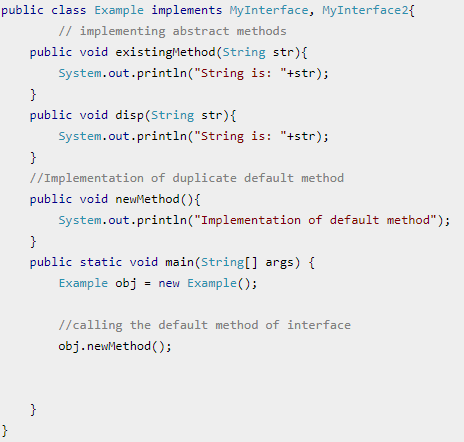 public class Example implements MyInterface, MyInterface2{
// implementing abstract methods
public void existingMethod(String str){
System.out.println("String is: "+str);
}
public void disp(String str){
System.out.println("String is: "+str);
}
//Implementation of duplicate default method
public void newMethod(){
System.out.println("Implementation of default method");
}
public static void main(String[] args) {
Example obj = new Example();
//calling the default method of interface
obj.newMethod();
}
}